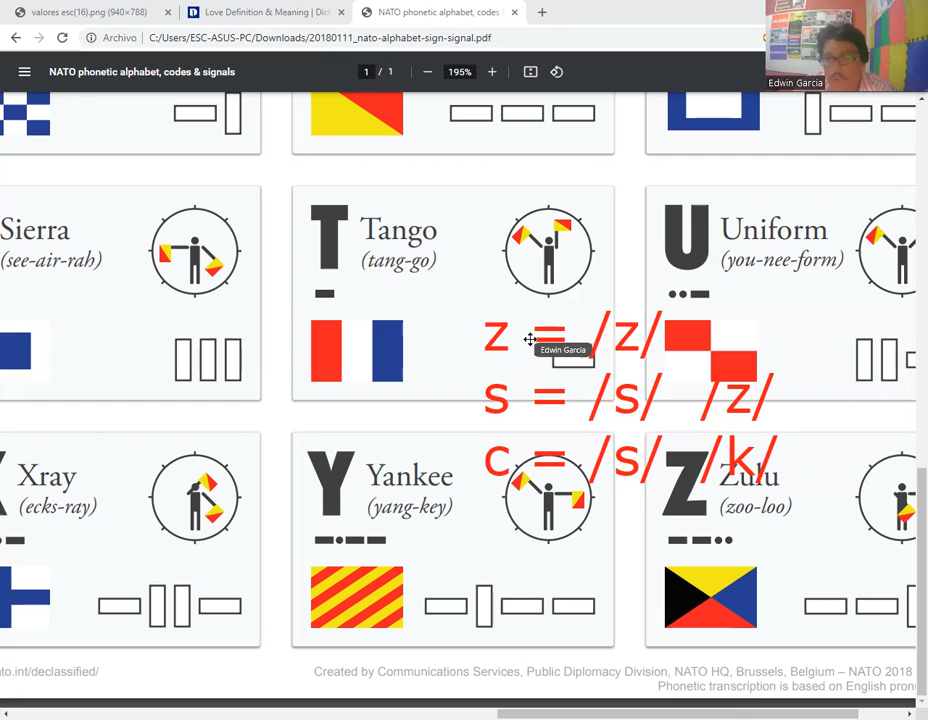 valores esc(16).png (940×788)
Love Definition & Meaning | Dict
NATO phonetic alphabet, codes &
Archivo
C:/Users/ESC-ASUS-PC/Downloads/20180111_nato-alphabet-sign-signal.pdf
NATO phonetic alphabet, codes & signals
1 / 1
195%
Edwin Garcia
Sierra
(see-air-rah)
T Tango
(tang-go)
U Uniform
(you-nee-form)
z = /z/
Edwin Garcia
s = /s/ /z/
c = /s/ /k/
Xray
(ecks-ray)
Y Yankee
(yang-key)
Z Zulu
(zoo-loo)
to.int/declassified/
Created by Communications Services, Public Diplomacy Division, NATO HQ, Brussels, Belgium – NATO 2018
Phonetic transcription is based on English pron